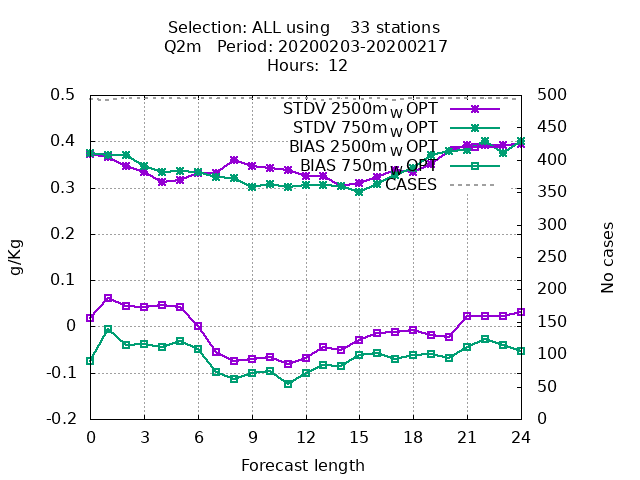 Selection: ALL using 33 stations
Q2m Period: 20200203-20200217
Hours: 12
STDV 2500m_W OPT
STDV 750m_W OPT
BIAS 2500m_W OPT
BIAS 750m_W OPT
CASES
0.5
0.4
0.3
0.2
0.1
0
-0.1
-0.2
g/Kg
500
450
400
350
300
250
200
150
100
50
0
No cases
0 3 6 9 12 15 18 21 24
Forecast length